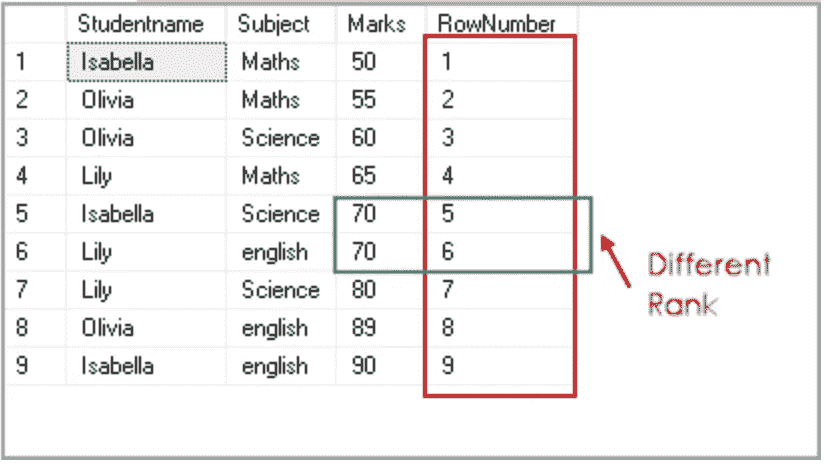 Studentname Subject Marks RowNumber
1 Isabella Maths 50 1
2 Olivia Maths 55 2
3 Olivia Science 60 3
4 Lily Maths 65 4
5 Isabella Science 70 5
6 Lily english 70 6
7 Lily Science 80 7
8 Olivia english 89 8
9 Isabella english 90 9
Different
Rank